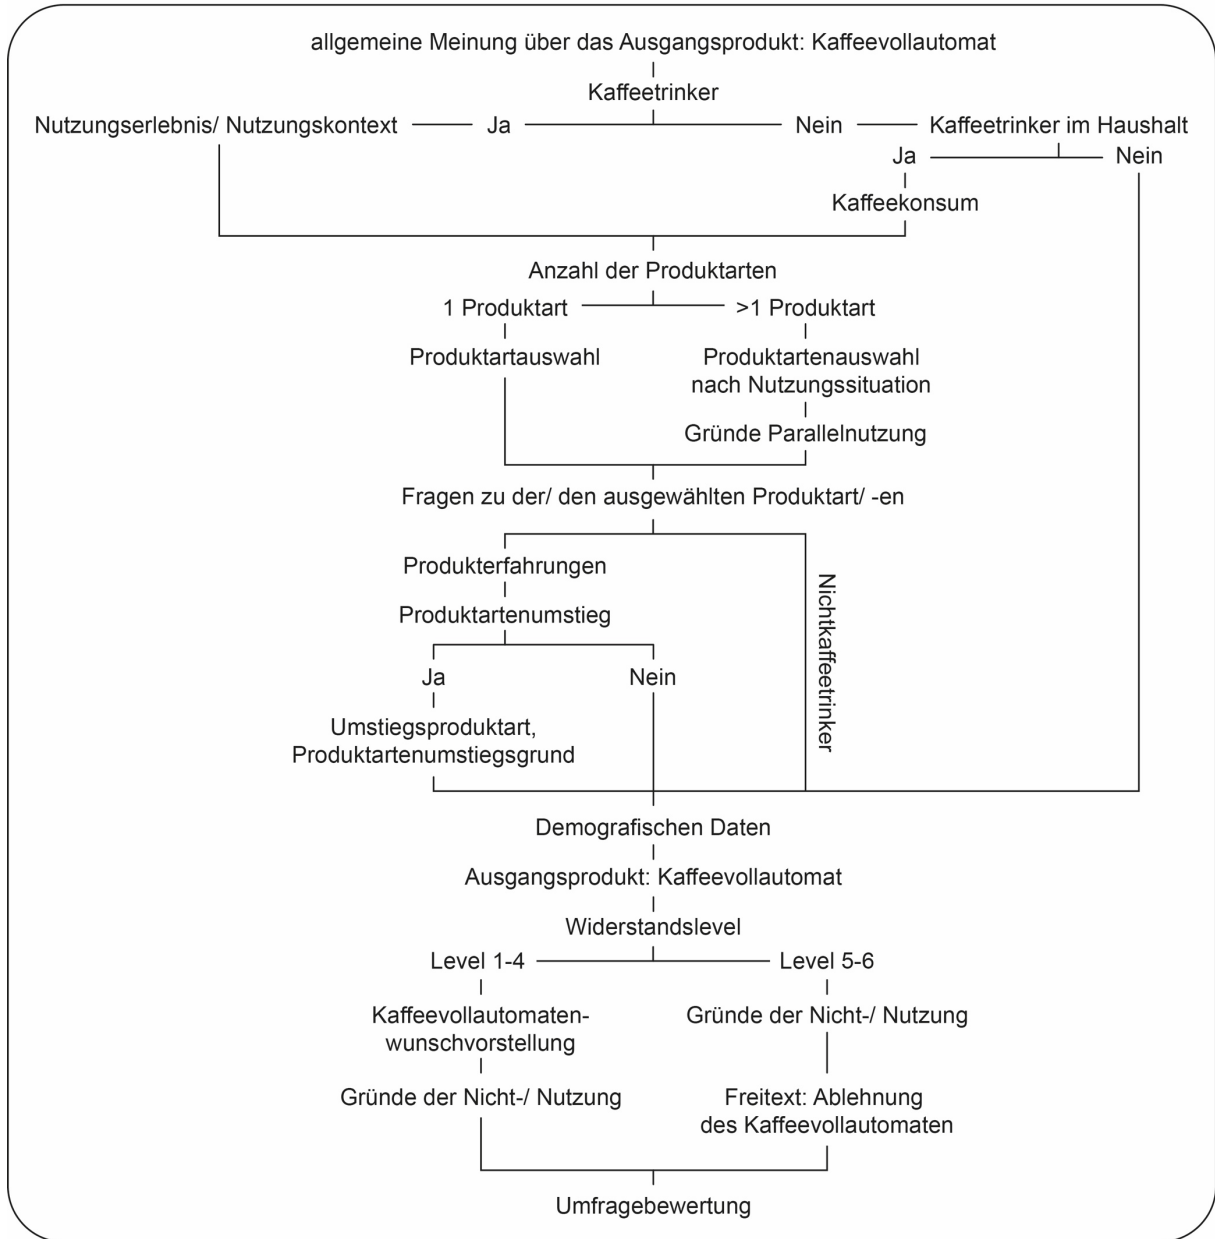 allgemeine Meinung über das Ausgangsprodukt: Kaffeevollautomat
Kaffeetrinker
Nutzungserlebnis/ Nutzungskontext
Ja
Nein
Kaffeetrinker im Haushalt
Ja
Nein
Kaffeekonsum
Anzahl der Produktarten
1 Produktart
>1 Produktart
Produktartauswahl
Produktartenauswahl
nach Nutzungssituation
Gründe Parallelnutzung
Fragen zu der/ den ausgewählten Produktart/ -en
Produkterfahrungen
Produktartenumstieg
Nichtkaffeetrinker
Ja
Nein
Umstiegsproduktart,
Produktartenumstiegsgrund
Demografischen Daten
Ausgangsprodukt: Kaffeevollautomat
Widerstandslevel
Level 1-4
Level 5-6
Kaffeevollautomaten-
wunschvorstellung
Gründe der Nicht-/ Nutzung
Gründe der Nicht-/ Nutzung
Freitext: Ablehnung
des Kaffeevollautomaten
Umfragebewertung